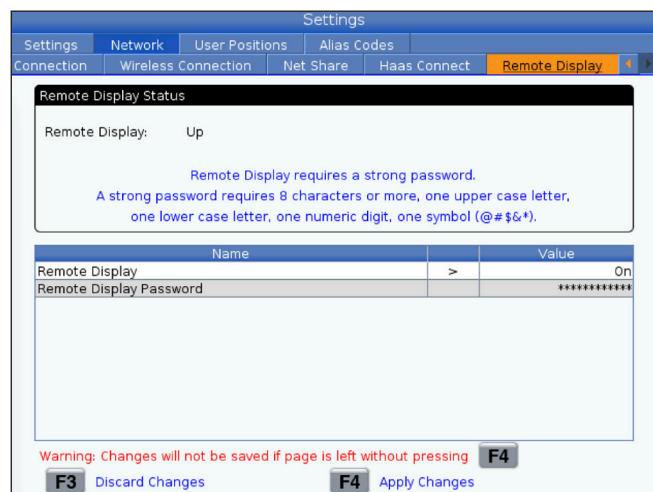 Settings
Settings Network User Positions Alias Codes
Connection Wireless Connection Net Share Haas Connect Remote Display
Remote Display Status
Remote Display: Up
Remote Display requires a strong password.
A strong password requires 8 characters or more, one upper case letter,
one lower case letter, one numeric digit, one symbol (@#$&*).
Name Value
Remote Display > On
Remote Display Password ************
Warning: Changes will not be saved if page is left without pressing F4
F3 Discard Changes F4 Apply Changes